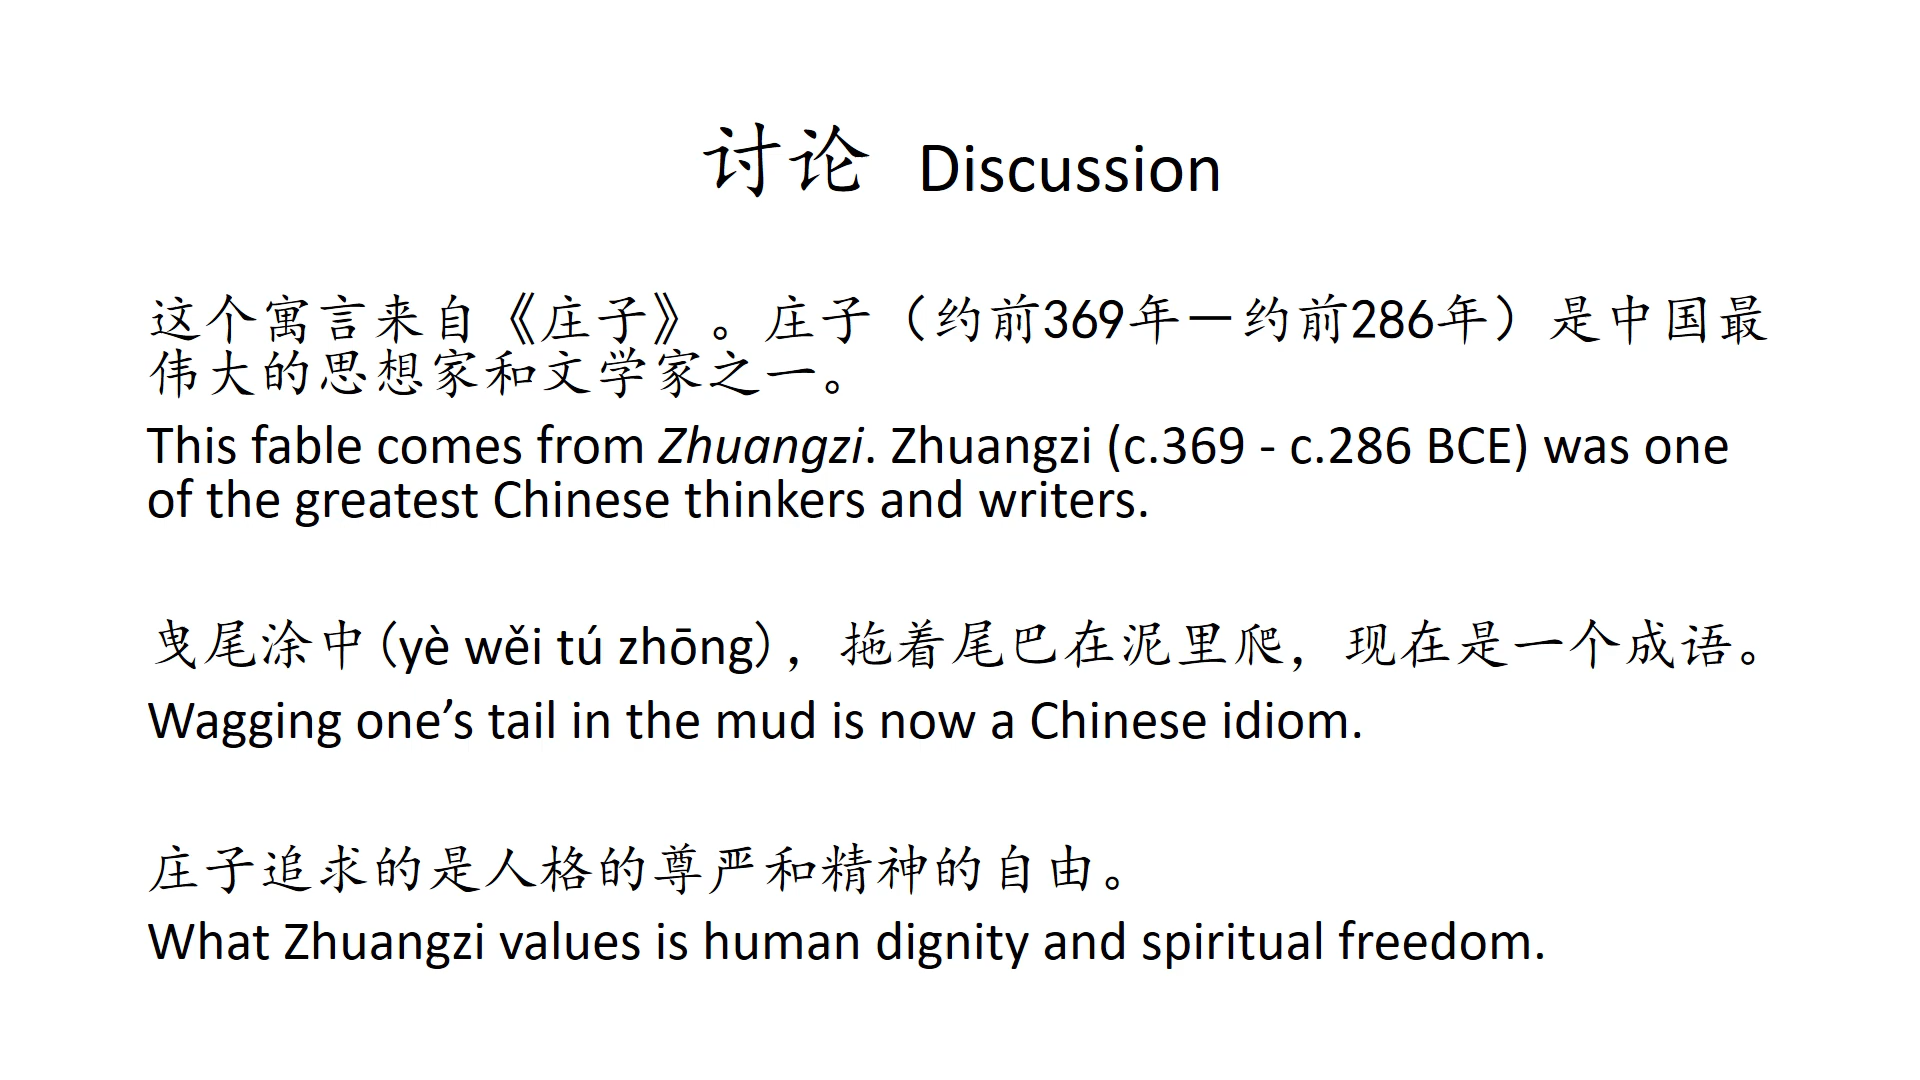 讨论 Discussion
这个寓言来自《庄子》。庄子（约前369年－约前286年）是中国最
伟大的思想家和文学家之一。
This fable comes from Zhuangzi. Zhuangzi (c.369 - c.286 BCE) was one
of the greatest Chinese thinkers and writers.
曳尾涂中(yè wěi tú zhōng)，拖着尾巴在泥里爬，现在是一个成语。
Wagging one’s tail in the mud is now a Chinese idiom.
庄子追求的是人格的尊严和精神的自由。
What Zhuangzi values is human dignity and spiritual freedom.